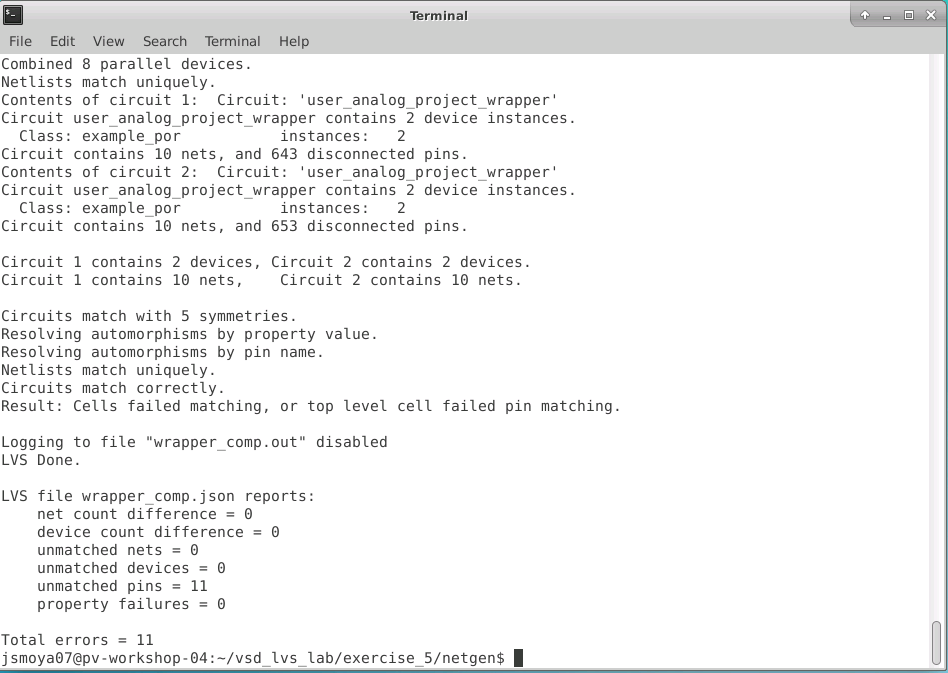 Terminal
File Edit View Search Terminal Help
Combined 8 parallel devices.
Netlists match uniquely.
Contents of circuit 1:  Circuit: 'user_analog_project_wrapper'
Circuit user_analog_project_wrapper contains 2 device instances.
  Class: example_por           instances:   2
Circuit contains 10 nets, and 643 disconnected pins.
Contents of circuit 2:  Circuit: 'user_analog_project_wrapper'
Circuit user_analog_project_wrapper contains 2 device instances.
  Class: example_por           instances:   2
Circuit contains 10 nets, and 653 disconnected pins.

Circuit 1 contains 2 devices, Circuit 2 contains 2 devices.
Circuit 1 contains 10 nets,    Circuit 2 contains 10 nets.

Circuits match with 5 symmetries.
Resolving automorphisms by property value.
Resolving automorphisms by pin name.
Netlists match uniquely.
Circuits match correctly.
Result: Cells failed matching, or top level cell failed pin matching.

Logging to file "wrapper_comp.out" disabled
LVS Done.

LVS file wrapper_comp.json reports:
    net count difference = 0
    device count difference = 0
    unmatched nets = 0
    unmatched devices = 0
    unmatched pins = 11
    property failures = 0

Total errors = 11
jsmoya07@pv-workshop-04:~/vsd_lvs_lab/exercise_5/netgen$